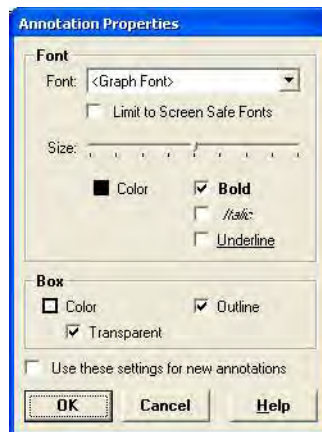 Annotation Properties
Font
Font: <Graph Font>
Limit to Screen Safe Fonts
Size:
Color Bold
Italic
Underline
Box
Color Outline
Transparent
Use these settings for new annotations
OK Cancel Help